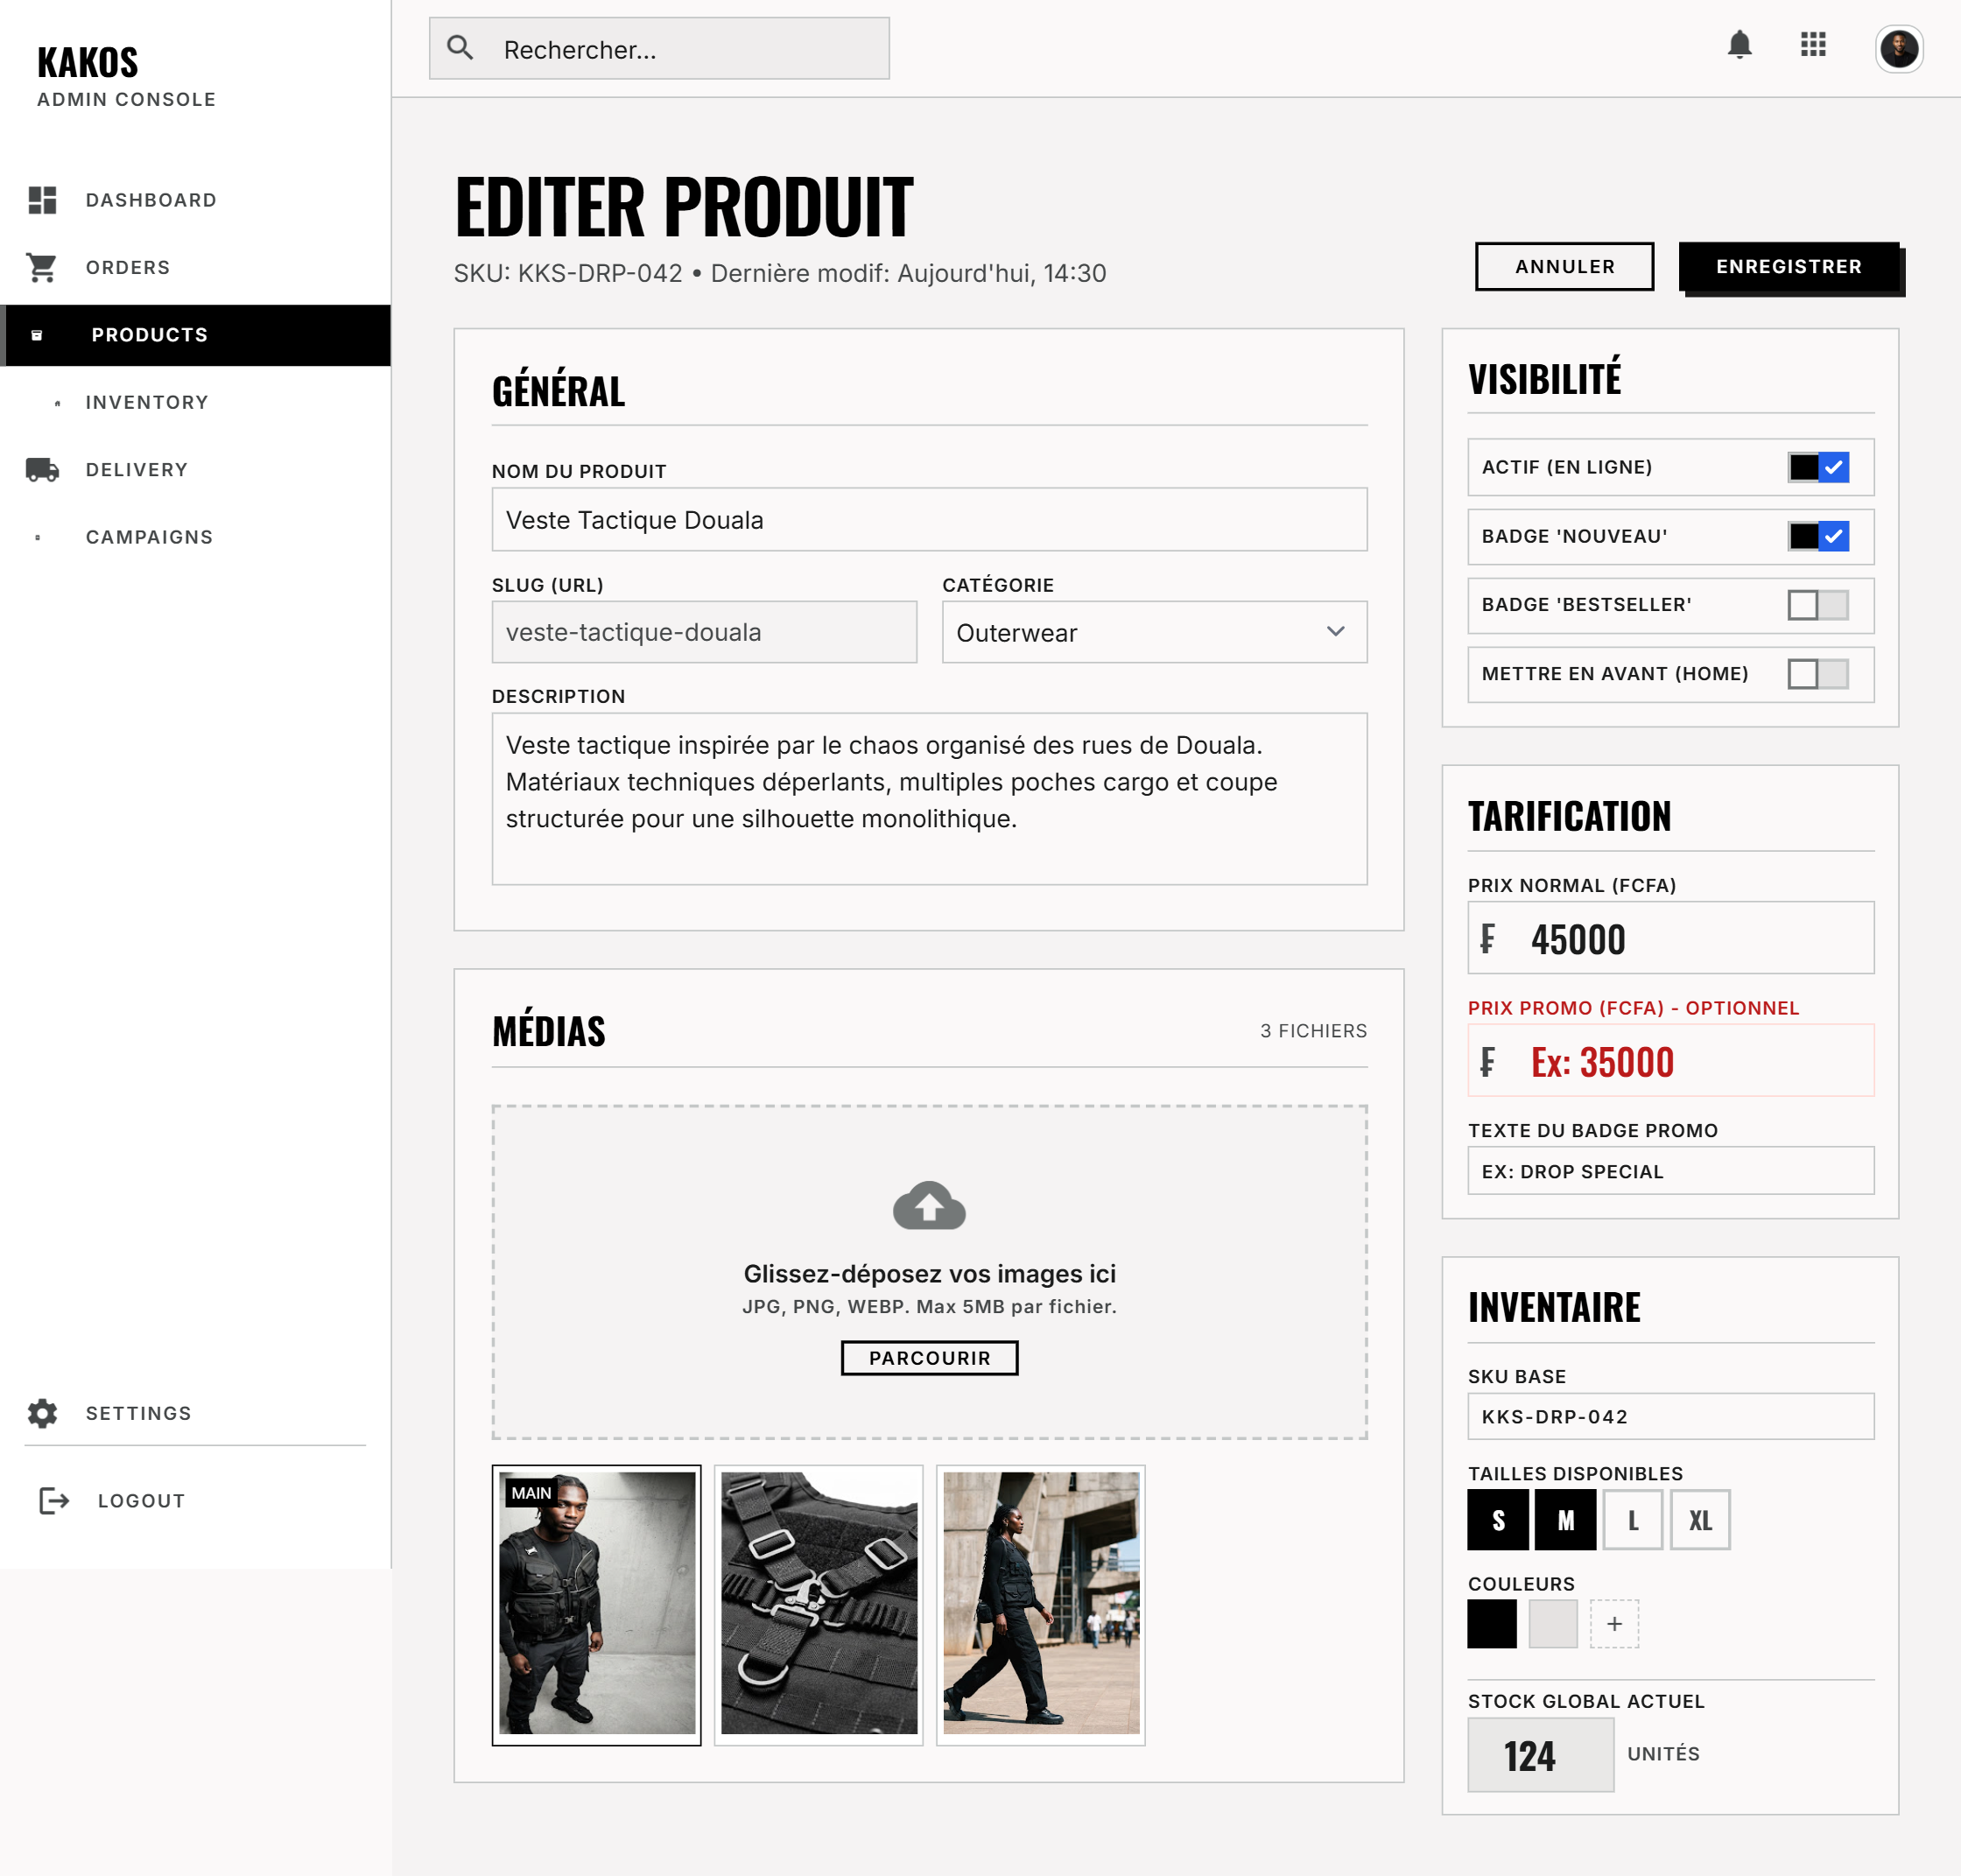 KAKOS
ADMIN CONSOLE
DASHBOARD
ORDERS
PRODUCTS
INVENTORY
DELIVERY
CAMPAIGNS
SETTINGS
LOGOUT
Rechercher...
EDITER PRODUIT
SKU: KKS-DRP-042 • Dernière modif: Aujourd'hui, 14:30
ANNULER
ENREGISTRER
GÉNÉRAL
NOM DU PRODUIT
Veste Tactique Douala
SLUG (URL)
veste-tactique-douala
CATÉGORIE
Outerwear
DESCRIPTION
Veste tactique inspirée par le chaos organisé des rues de Douala.
Matériaux techniques déperlants, multiples poches cargo et coupe
structurée pour une silhouette monolithique.
MÉDIAS
3 FICHIERS
Glissez-déposez vos images ici
JPG, PNG, WEBP. Max 5MB par fichier.
PARCOURIR
MAIN
VISIBILITÉ
ACTIF (EN LIGNE)
BADGE 'NOUVEAU'
BADGE 'BESTSELLER'
METTRE EN AVANT (HOME)
TARIFICATION
PRIX NORMAL (FCFA)
₣ 45000
PRIX PROMO (FCFA) - OPTIONNEL
₣ Ex: 35000
TEXTE DU BADGE PROMO
EX: DROP SPECIAL
INVENTAIRE
SKU BASE
KKS-DRP-042
TAILLES DISPONIBLES
S M L XL
COULEURS
+
STOCK GLOBAL ACTUEL
124 UNITÉS